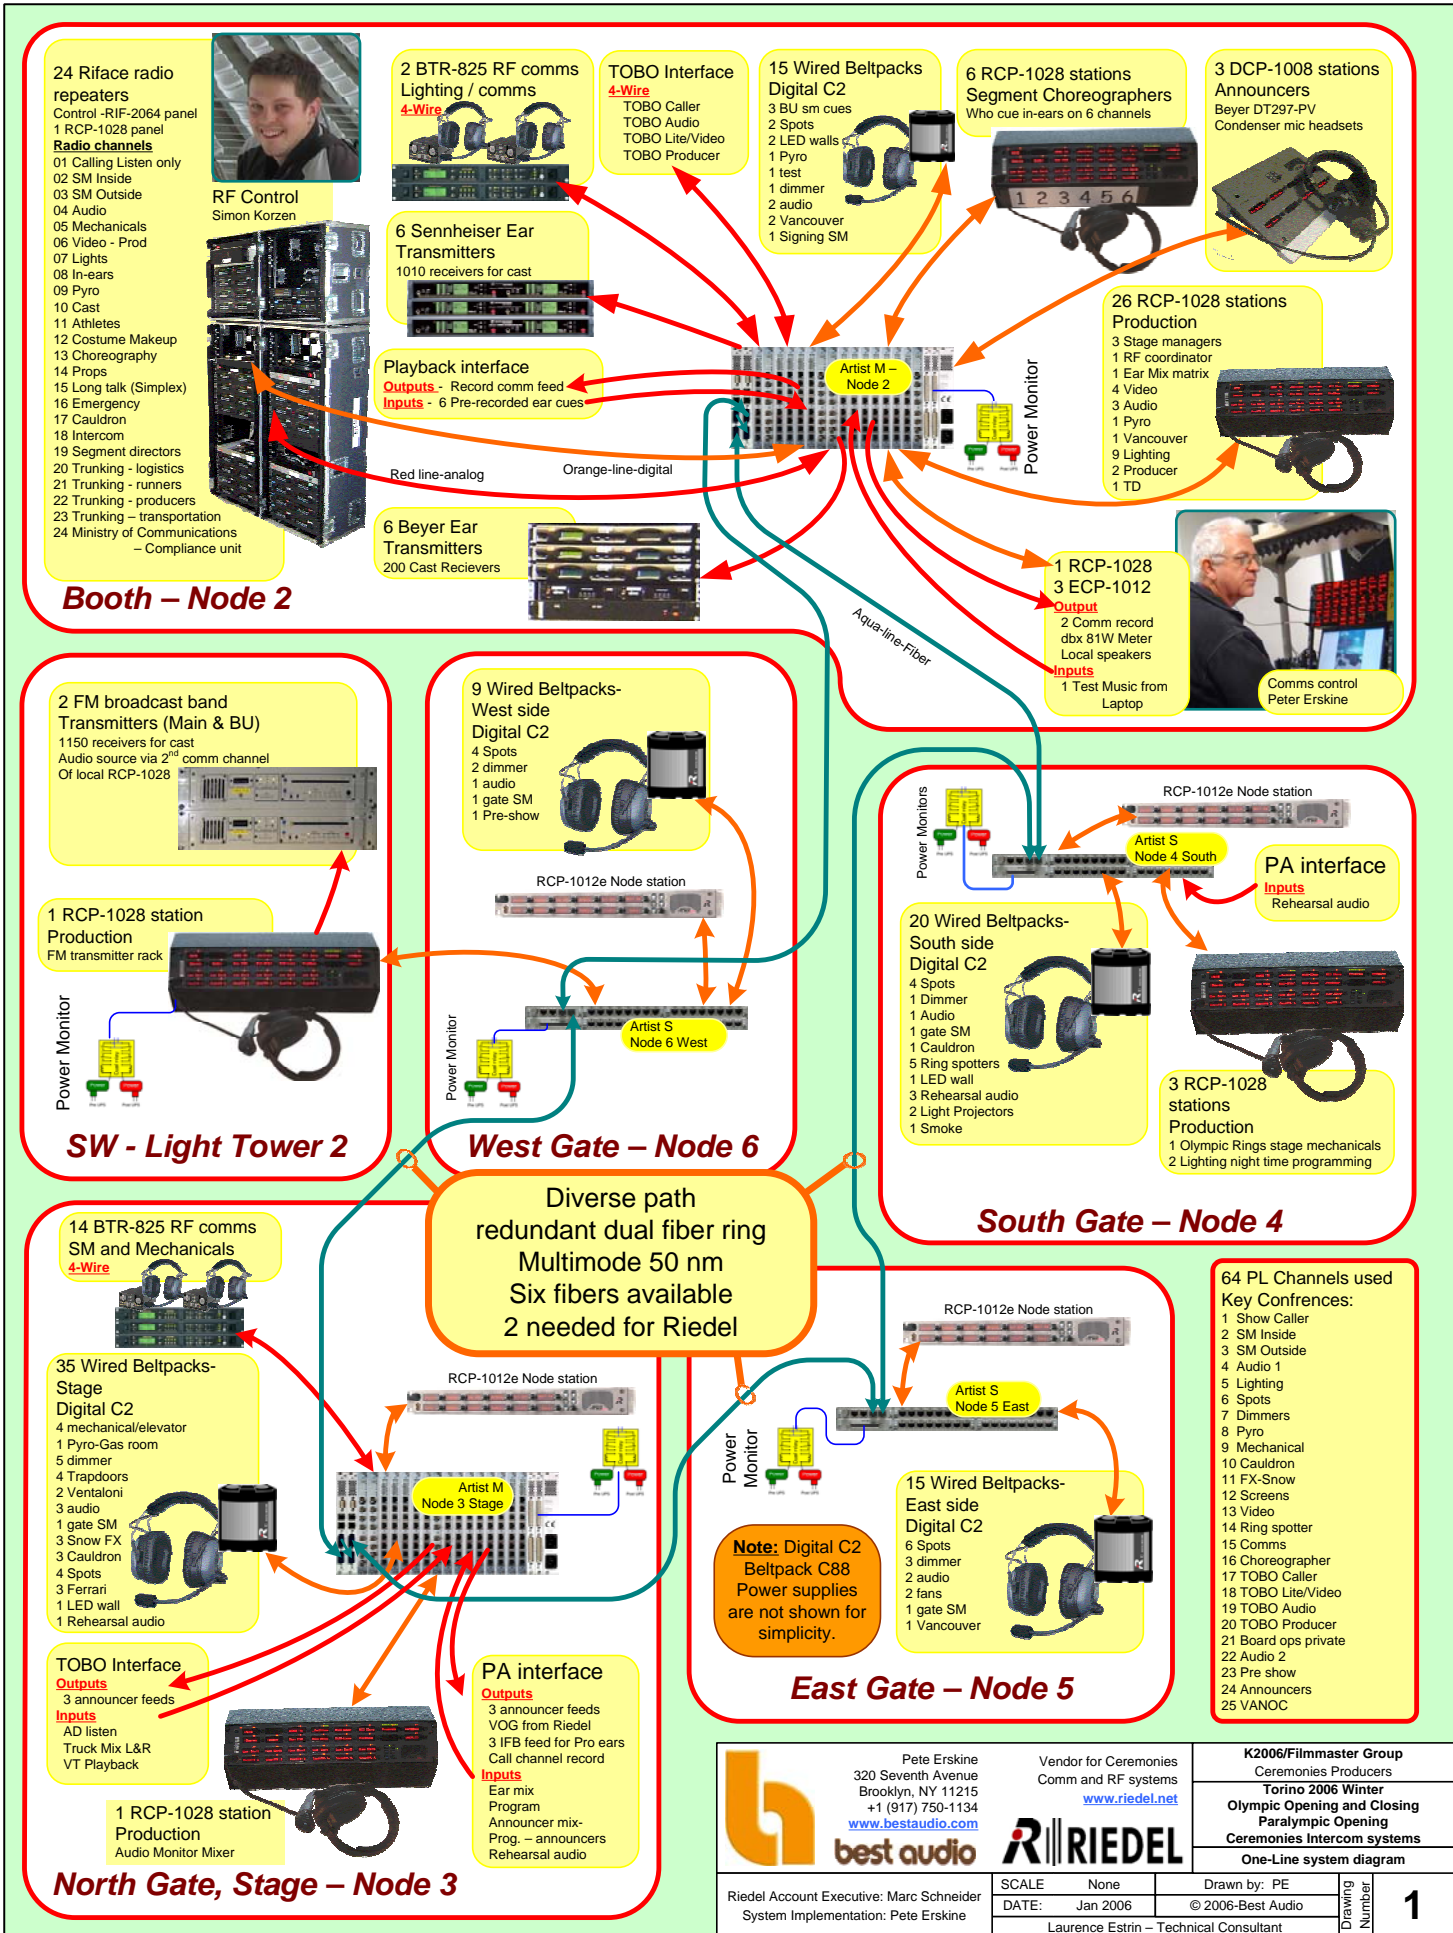 24 Riface radio
repeaters
Control -RIF-2064 panel
1 RCP-1028 panel
Radio channels
01 Calling Listen only
02 SM Inside
03 SM Outside
04 Audio
05 Mechanicals
06 Video - Prod
07 Lights
08 In-ears
09 Pyro
10 Cast
11 Athletes
12 Costume Makeup
13 Choreography
14 Props
15 Long talk (Simplex)
16 Emergency
17 Cauldron
18 Intercom
19 Segment directors
20 Trunking - logistics
21 Trunking - runners
22 Trunking - producers
23 Trunking – transportation
24 Ministry of Communications
– Compliance unit
RF Control
Simon Korzen
2 BTR-825 RF comms
Lighting / comms
4-Wire
TOBO Interface
4-Wire
TOBO Caller
TOBO Audio
TOBO Lite/Video
TOBO Producer
15 Wired Beltpacks
Digital C2
3 BU sm cues
2 Spots
2 LED walls
1 Pyro
1 test
1 dimmer
2 audio
2 Vancouver
1 Signing SM
6 RCP-1028 stations
Segment Choreographers
Who cue in-ears on 6 channels
1 2 3 4 5 6
3 DCP-1008 stations
Announcers
Beyer DT297-PV
Condenser mic headsets
6 Sennheiser Ear
Transmitters
1010 receivers for cast
Playback interface
Outputs - Record comm feed
Inputs - 6 Pre-recorded ear cues
Artist M –
Node 2
Power Monitor
26 RCP-1028 stations
Production
3 Stage managers
1 RF coordinator
1 Ear Mix matrix
4 Video
3 Audio
1 Pyro
1 Vancouver
9 Lighting
2 Producer
1 TD
Red line-analog
Orange-line-digital
6 Beyer Ear
Transmitters
200 Cast Recievers
Aqua-line-Fiber
1 RCP-1028
3 ECP-1012
Output
2 Comm record
dbx 81W Meter
Local speakers
Inputs
1 Test Music from
Laptop
Comms control
Peter Erskine
Booth – Node 2
2 FM broadcast band
Transmitters (Main & BU)
1150 receivers for cast
Audio source via 2nd comm channel
Of local RCP-1028
1 RCP-1028 station
Production
FM transmitter rack
Power Monitor
SW - Light Tower 2
9 Wired Beltpacks-
West side
Digital C2
4 Spots
2 dimmer
1 audio
1 gate SM
1 Pre-show
RCP-1012e Node station
Artist S
Node 6 West
Power Monitor
West Gate – Node 6
Power Monitors
RCP-1012e Node station
Artist S
Node 4 South
PA interface
Inputs
Rehearsal audio
20 Wired Beltpacks-
South side
Digital C2
4 Spots
1 Dimmer
1 Audio
1 gate SM
1 Cauldron
5 Ring spotters
1 LED wall
3 Rehearsal audio
2 Light Projectors
1 Smoke
3 RCP-1028
stations
Production
1 Olympic Rings stage mechanicals
2 Lighting night time programming
South Gate – Node 4
Diverse path
redundant dual fiber ring
Multimode 50 nm
Six fibers available
2 needed for Riedel
14 BTR-825 RF comms
SM and Mechanicals
4-Wire
35 Wired Beltpacks-
Stage
Digital C2
4 mechanical/elevator
1 Pyro-Gas room
5 dimmer
4 Trapdoors
2 Ventaloni
3 audio
1 gate SM
3 Snow FX
3 Cauldron
4 Spots
3 Ferrari
1 LED wall
1 Rehearsal audio
RCP-1012e Node station
Artist M
Node 3 Stage
TOBO Interface
Outputs
3 announcer feeds
Inputs
AD listen
Truck Mix L&R
VT Playback
1 RCP-1028 station
Production
Audio Monitor Mixer
PA interface
Outputs
3 announcer feeds
VOG from Riedel
3 IFB feed for Pro ears
Call channel record
Inputs
Ear mix
Program
Announcer mix-
Prog. – announcers
Rehearsal audio
North Gate, Stage – Node 3
RCP-1012e Node station
Artist S
Node 5 East
Power
Monitor
Note: Digital C2
Beltpack C88
Power supplies
are not shown for
simplicity.
15 Wired Beltpacks-
East side
Digital C2
6 Spots
3 dimmer
2 audio
2 fans
1 gate SM
1 Vancouver
East Gate – Node 5
64 PL Channels used
Key Confrences:
1 Show Caller
2 SM Inside
3 SM Outside
4 Audio 1
5 Lighting
6 Spots
7 Dimmers
8 Pyro
9 Mechanical
10 Cauldron
11 FX-Snow
12 Screens
13 Video
14 Ring spotter
15 Comms
16 Choreographer
17 TOBO Caller
18 TOBO Lite/Video
19 TOBO Audio
20 TOBO Producer
21 Board ops private
22 Audio 2
23 Pre show
24 Announcers
25 VANOC
Pete Erskine
320 Seventh Avenue
Brooklyn, NY 11215
+1 (917) 750-1134
www.bestaudio.com
best audio
Vendor for Ceremonies
Comm and RF systems
www.riedel.net
RIEDEL
K2006/Filmmaster Group
Ceremonies Producers
Torino 2006 Winter
Olympic Opening and Closing
Paralympic Opening
Ceremonies Intercom systems
One-Line system diagram
Riedel Account Executive: Marc Schneider
System Implementation: Pete Erskine
SCALE None
Drawn by: PE
DATE: Jan 2006
© 2006-Best Audio
Laurence Estrin – Technical Consultant
Drawing
Number
1